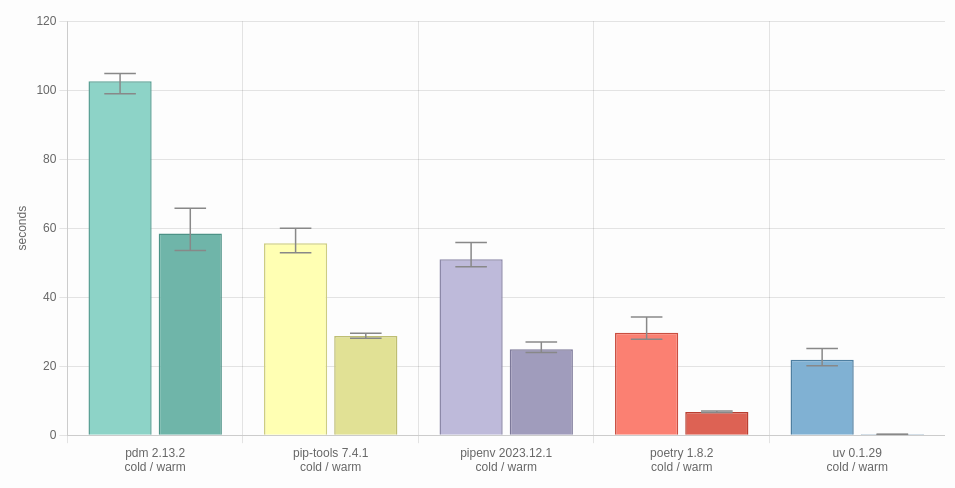 120
100
80
60
40
20
0
seconds
pdm 2.13.2
cold / warm
pip-tools 7.4.1
cold / warm
pipenv 2023.12.1
cold / warm
poetry 1.8.2
cold / warm
uv 0.1.29
cold / warm